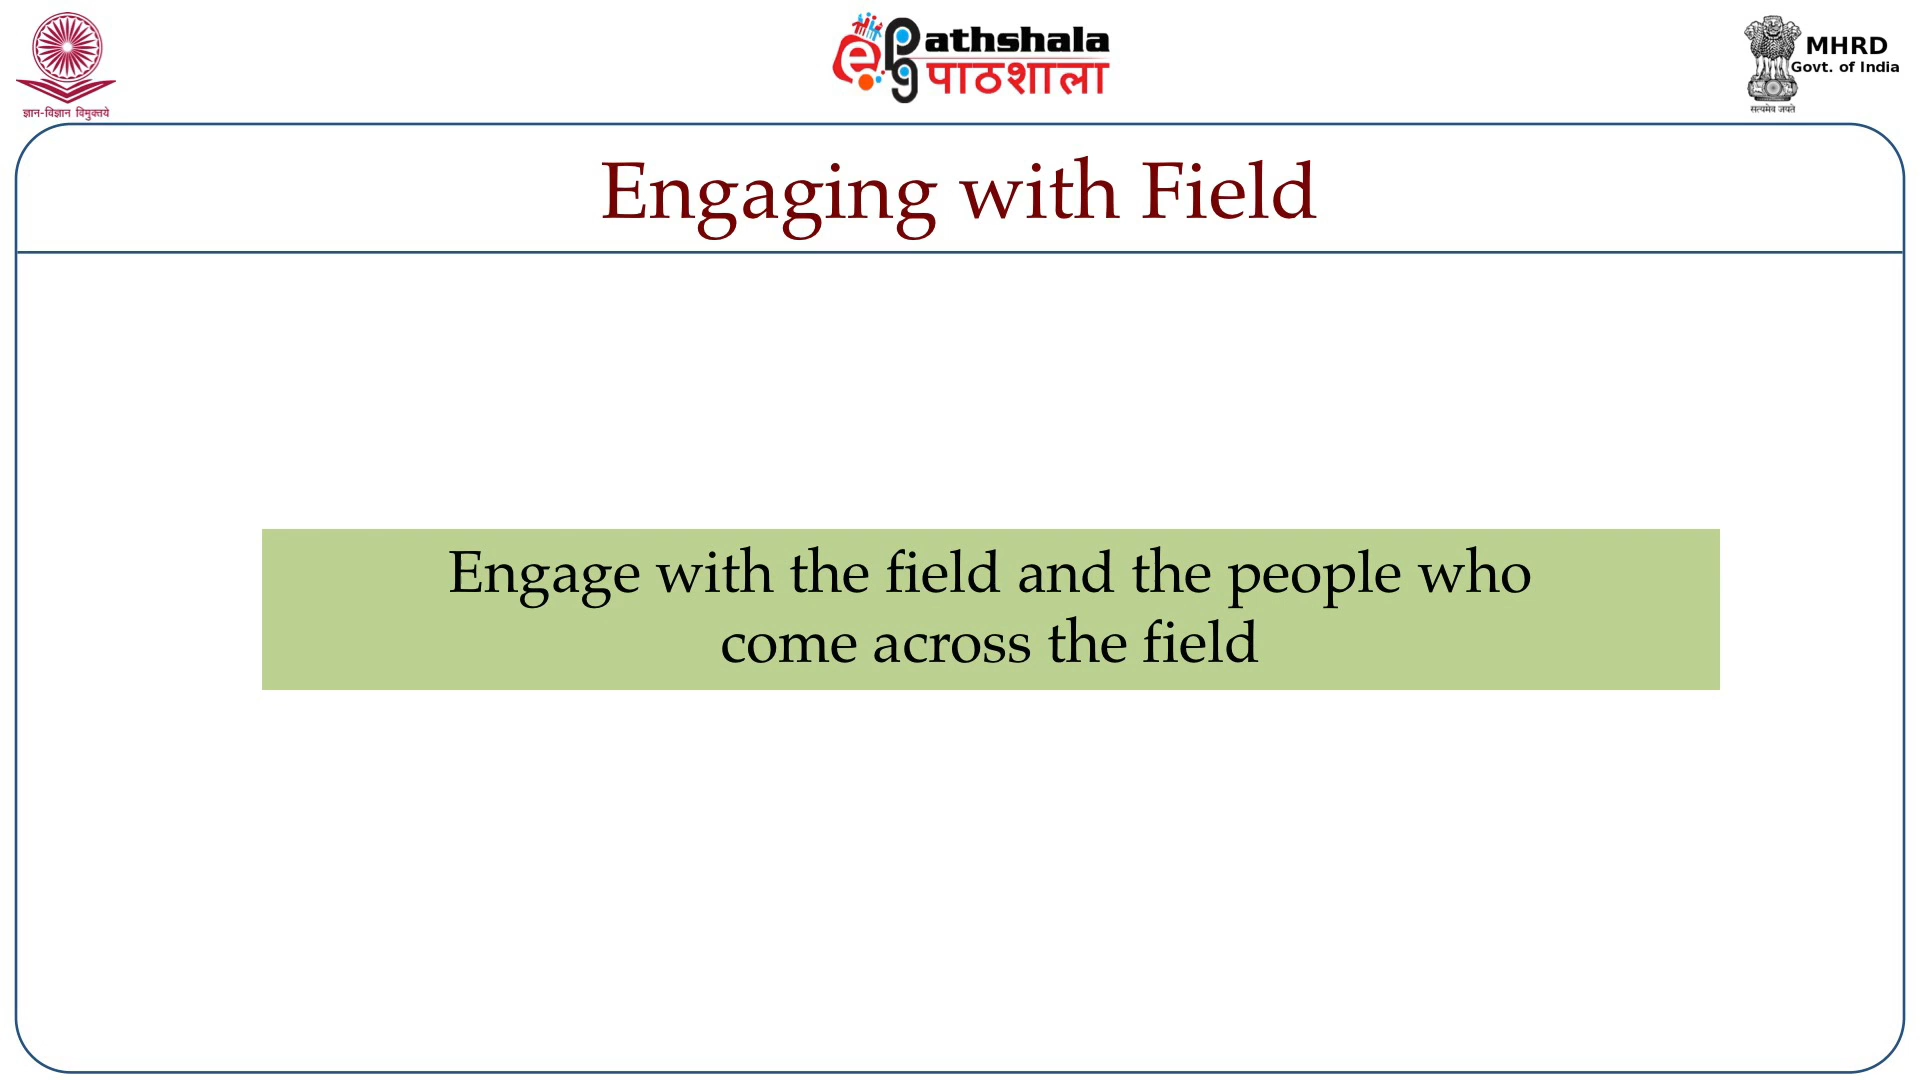 ज्ञान-विज्ञान विमुक्तये
e pg Pathshala
पाठशाला
MHRD
Govt. of India
सत्यमेव जयते
Engaging with Field
Engage with the field and the people who
come across the field